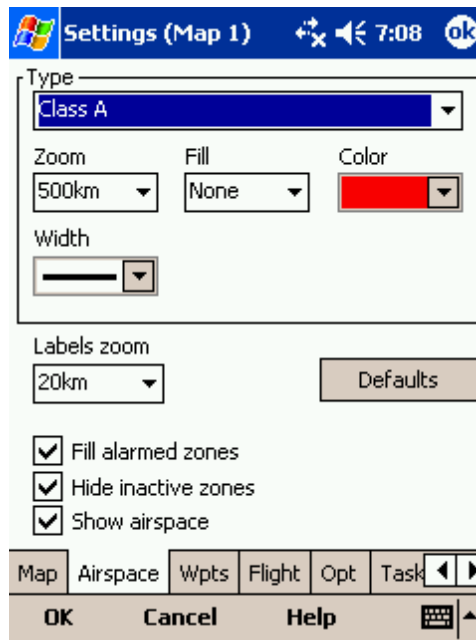 Settings (Map 1) 7:08 ok
Type
Class A
Zoom Fill Color
500km None
Width
Labels zoom
20km Defaults
Fill alarmed zones
Hide inactive zones
Show airspace
Map Airspace Wpts Flight Opt Task
OK Cancel Help